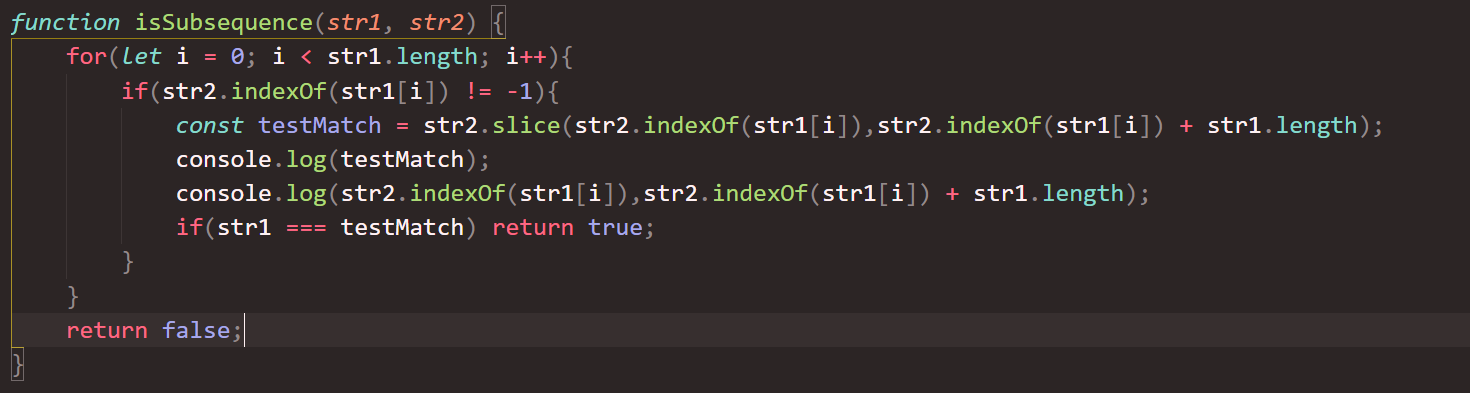 function isSubsequence(str1, str2) {
    for(let i = 0; i < str1.length; i++){
        if(str2.indexOf(str1[i]) != -1){
            const testMatch = str2.slice(str2.indexOf(str1[i]),str2.indexOf(str1[i]) + str1.length);
            console.log(testMatch);
            console.log(str2.indexOf(str1[i]),str2.indexOf(str1[i]) + str1.length);
            if(str1 === testMatch) return true;
        }
    }
    return false;
}